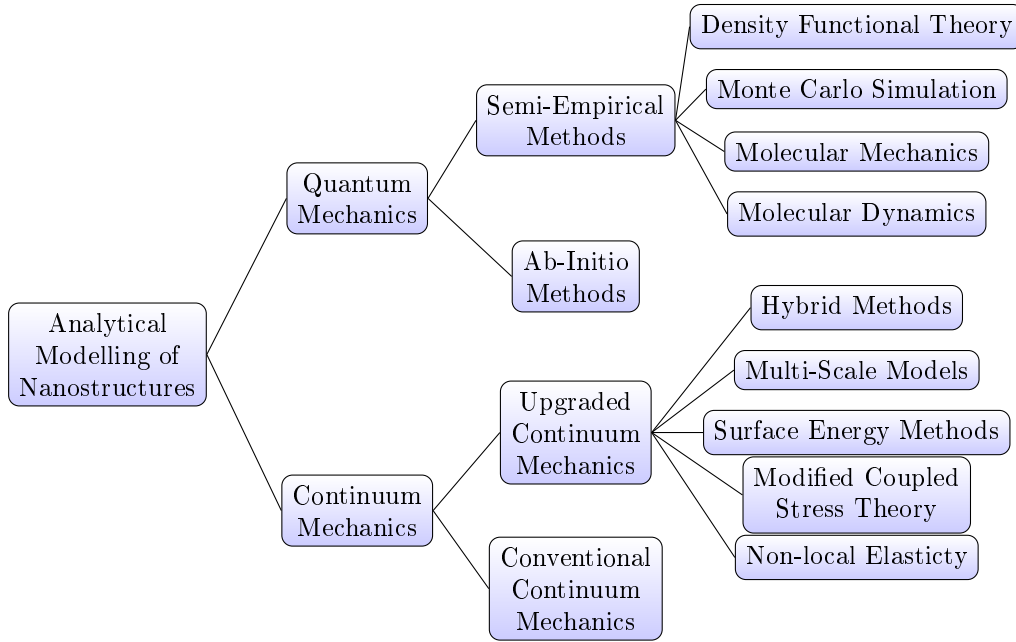 Density Functional Theory
Monte Carlo Simulation
Semi-Empirical
Methods
Molecular Mechanics
Quantum
Mechanics
Molecular Dynamics
Ab-Initio
Methods
Analytical
Modelling of
Nanostructures
Hybrid Methods
Multi-Scale Models
Upgraded
Continuum
Mechanics
Surface Energy Methods
Modified Coupled
Stress Theory
Continuum
Mechanics
Non-local Elasticty
Conventional
Continuum
Mechanics